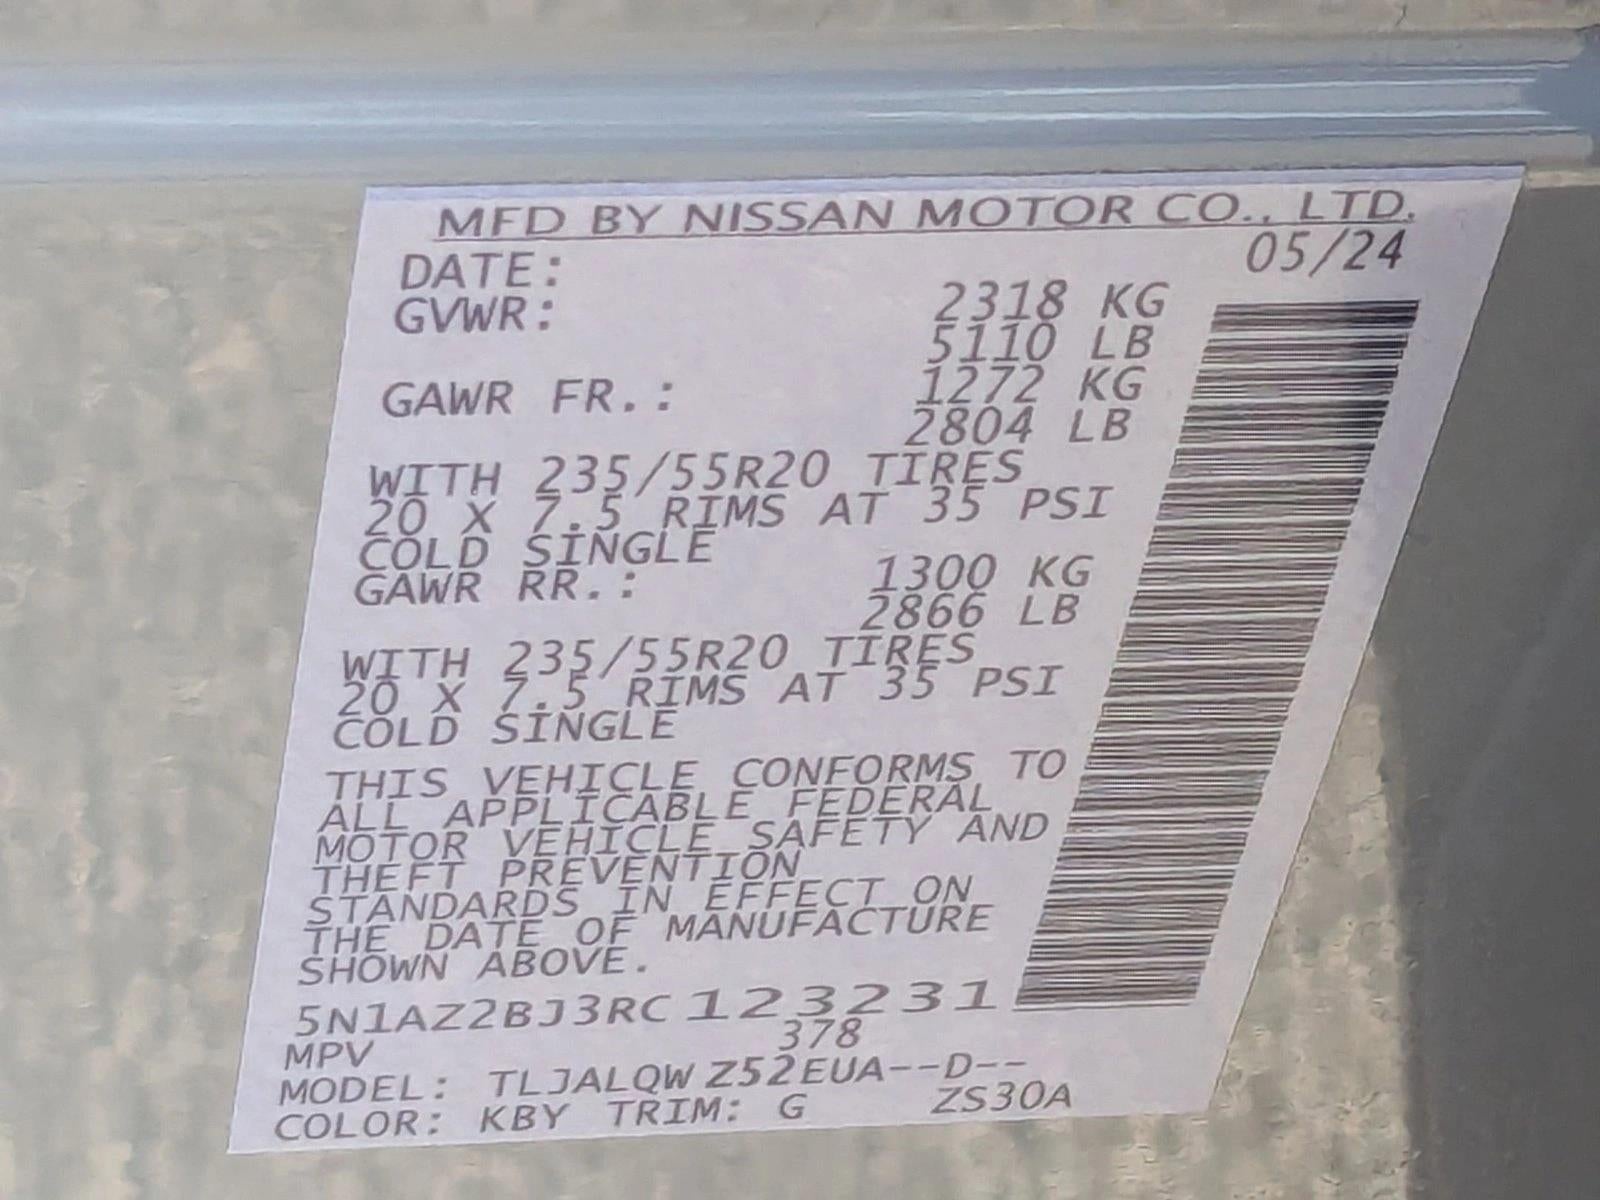 MFD BY NISSAN MOTOR CO., LTD.
DATE: 05/24
GVWR: 2318 KG
5110 LB
GAWR FR.: 1272 KG
2804 LB
WITH 235/55R20 TIRES
20 X 7.5 RIMS AT 35 PSI
COLD SINGLE
GAWR RR.: 1300 KG
2866 LB
WITH 235/55R20 TIRES
20 X 7.5 RIMS AT 35 PSI
COLD SINGLE
THIS VEHICLE CONFORMS TO
ALL APPLICABLE FEDERAL
MOTOR VEHICLE SAFETY AND
THEFT PREVENTION
STANDARDS IN EFFECT ON
THE DATE OF MANUFACTURE
SHOWN ABOVE.
5N1AZ2BJ3RC123231
MPV 378
MODEL: TLJALQW Z52EUA--D--
COLOR: KBY TRIM: G ZS30A